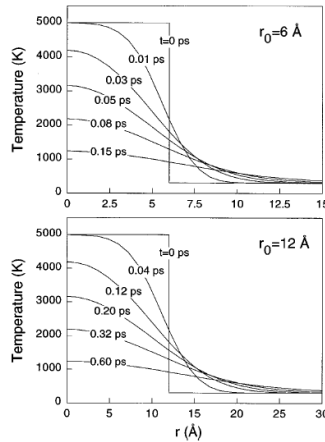 Temperature (K)
5000
4000
3000
2000
1000
0
t=0 ps
r₀=6 Å
0.01 ps
0.03 ps
0.05 ps
0.08 ps
0.15 ps
0 2.5 5 7.5 10 12.5 15
Temperature (K)
5000
4000
3000
2000
1000
0
t=0 ps
r₀=12 Å
0.04 ps
0.12 ps
0.20 ps
0.32 ps
0.60 ps
0 5 10 15 20 25 30
r (Å)